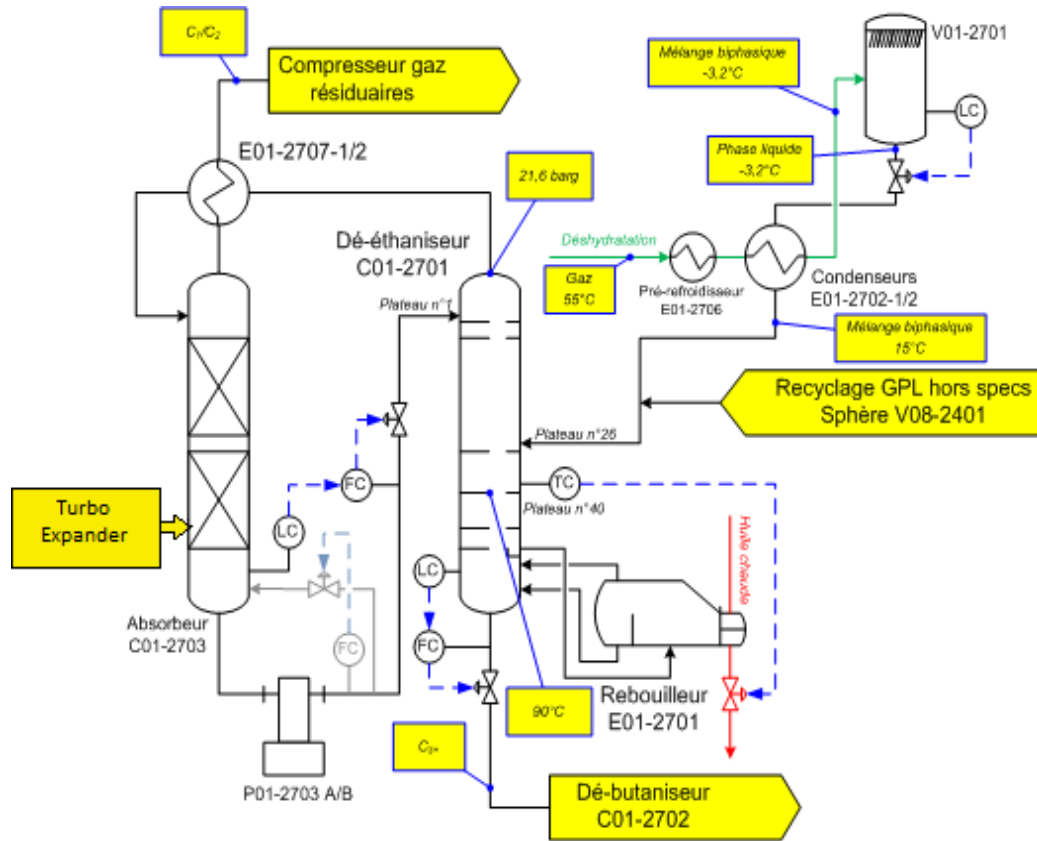 C₁/C₂
Compresseur gaz
résiduaires
E01-2707-1/2
Mélange biphasique
-3,2°C
V01-2701
LC
Phase liquide
-3,2°C
21,6 barg
Dé-éthaniseur
C01-2701
Déshydratation
Gaz
55°C
Pré-refroidisseur
E01-2706
Condenseurs
E01-2702-1/2
Plateau n°1
Mélange biphasique
15°C
Recyclage GPL hors specs
Sphère V08-2401
Plateau n°26
FC
TC
Plateau n°40
Turbo
Expander
LC
LC
Huile chaude
Absorbeur
C01-2703
FC
FC
Rebouilleur
E01-2701
90°C
C₃₊
P01-2703 A/B
Dé-butaniseur
C01-2702